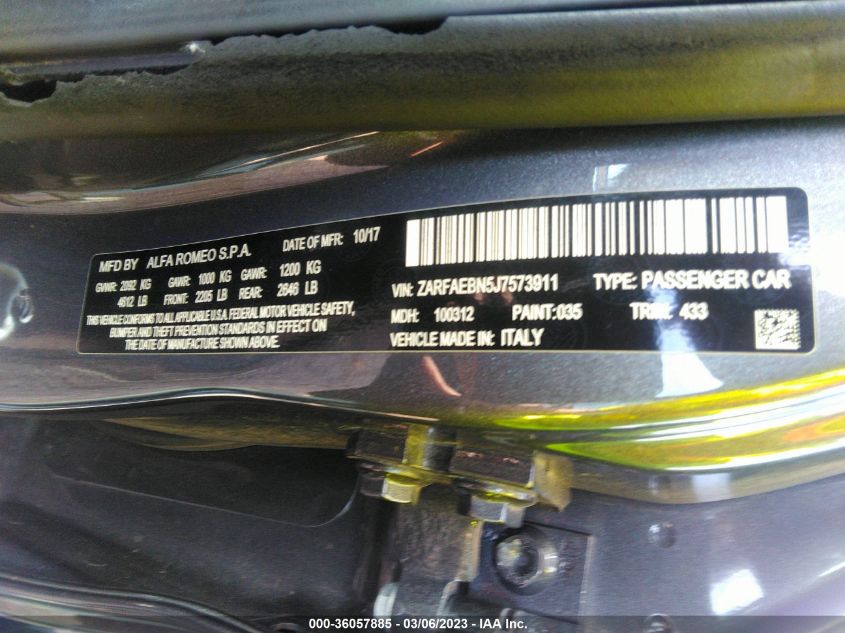 MFD BY ALFA ROMEO S.P.A. DATE OF MFR: 10/17
GVWR: 2092 KG GAWR: 1000 KG GAWR: 1200 KG
4612 LB FRONT: 2205 LB REAR: 2646 LB
THIS VEHICLE CONFORMS TO ALL APPLICABLE U.S.A. FEDERAL MOTOR VEHICLE SAFETY,
BUMPER AND THEFT PREVENTION STANDARDS IN EFFECT ON
THE DATE OF MANUFACTURE SHOWN ABOVE.
VIN: ZARFAEBN5J7573911 TYPE: PASSENGER CAR
MDH: 100312 PAINT:035 TRIM: 433
VEHICLE MADE IN: ITALY
000-36057885 - 03/06/2023 - IAA Inc.